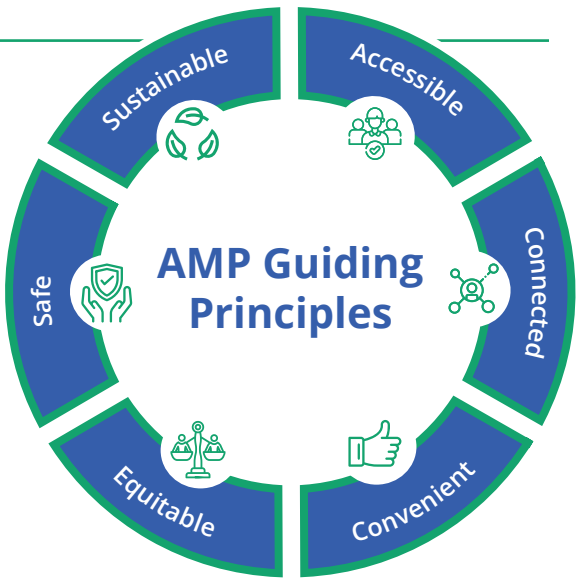 Sustainable
Accessible
Connected
Convenient
Equitable
Safe
AMP Guiding
Principles